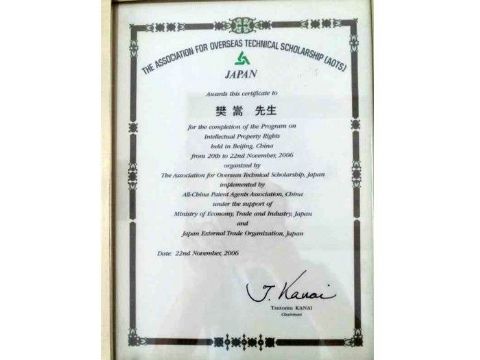 THE ASSOCIATION FOR OVERSEAS TECHNICAL SCHOLARSHIP (AOTS)
JAPAN
Awards this certificate to
樊嵩 先生
for the completion of the Program on
Intellectual Property Rights
held in Beijing, China
from 20th to 22nd November, 2006
organized by
The Association for Overseas Technical Scholarship, Japan
implemented by
All-China Patent Agents Association, China
under the support of
Ministry of Economy, Trade and Industry, Japan
and
Japan External Trade Organization, Japan
Date: 22nd November, 2006
T. Kanai
Tsutomu KANAI
Chairman